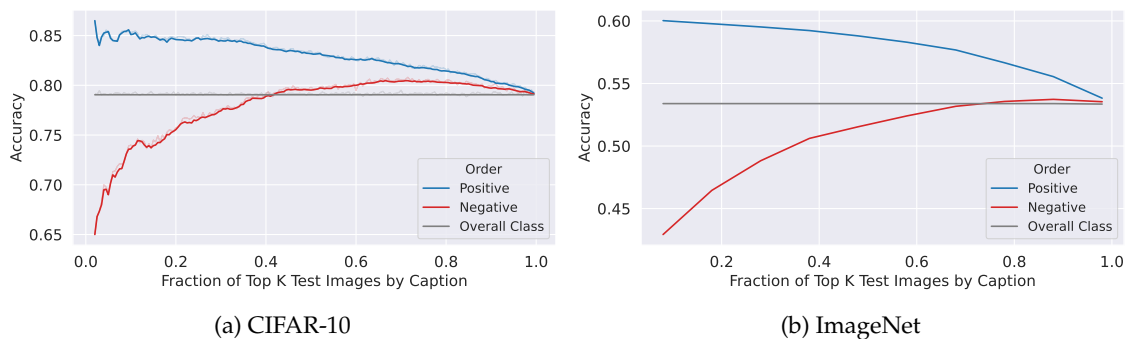 0.85
0.80
0.75
0.70
0.65
Accuracy
0.0 0.2 0.4 0.6 0.8 1.0
Fraction of Top K Test Images by Caption
Order
Positive
Negative
Overall Class
(a) CIFAR-10
0.60
0.55
0.50
0.45
Accuracy
0.2 0.4 0.6 0.8 1.0
Fraction of Top K Test Images by Caption
Order
Positive
Negative
Overall Class
(b) ImageNet